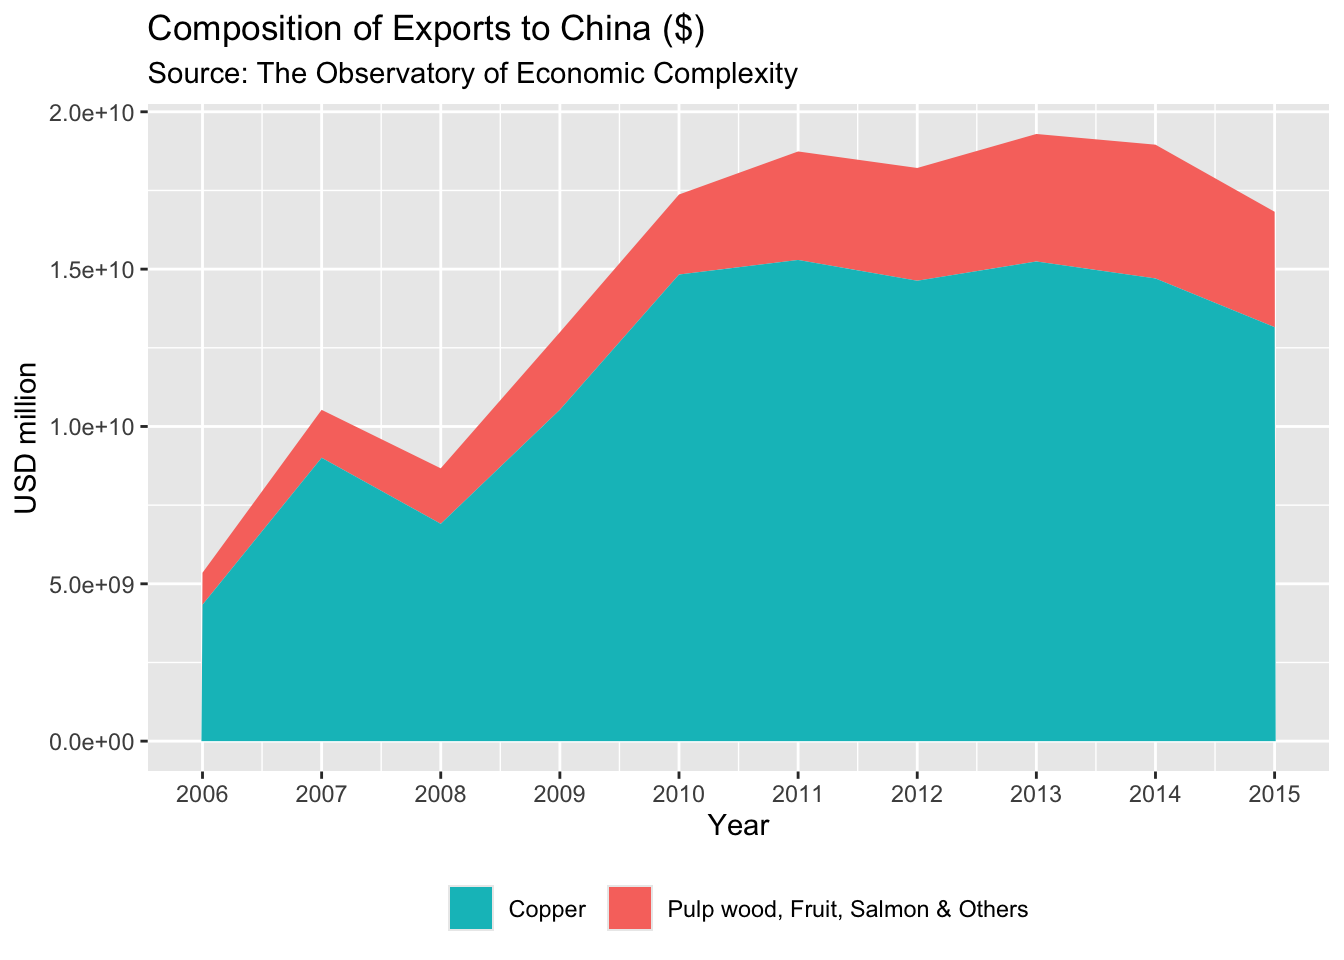 Composition of Exports to China ($)
Source: The Observatory of Economic Complexity
2.0e+10
1.5e+10
1.0e+10
5.0e+09
0.0e+00
USD million
2006 2007 2008 2009 2010 2011 2012 2013 2014 2015
Year
Copper Pulp wood, Fruit, Salmon & Others